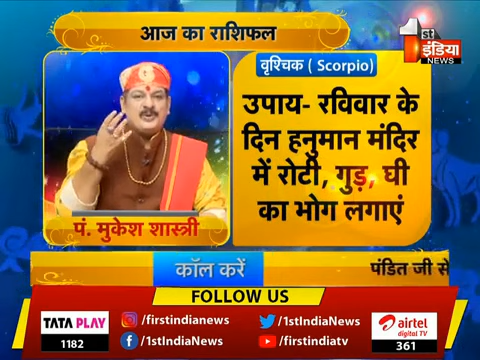 आज का राशिफल
1st
इंडिया
NEWS
वृश्चिक ( Scorpio)
उपाय- रविवार के
दिन हनुमान मंदिर
में रोटी, गुड़, घी
का भोग लगाएं
पं. मुकेश शास्त्री
कॉल करें
पंडित जी से
FOLLOW US
TATA PLAY
1182
/firstindianews
/1stIndiaNews
/1stIndiaNews
/firstindiatv
airtel
digital TV
361